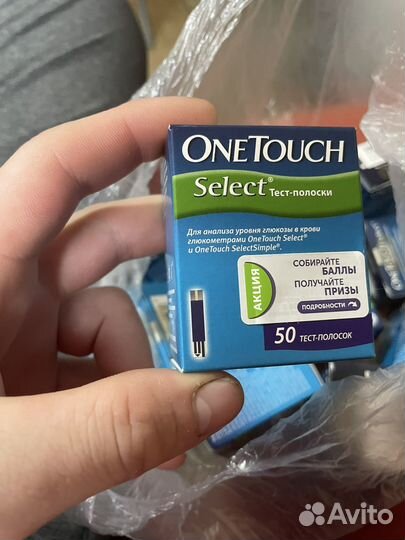 ONETOUCH
Select® Тест-полоски
Для анализа уровня глюкозы в крови
глюкометрами OneTouch Select®
и OneTouch SelectSimple®.
АКЦИЯ
СОБИРАЙТЕ
БАЛЛЫ
ПОЛУЧАЙТЕ
ПРИЗЫ
ПОДРОБНОСТИ
50 ТЕСТ-ПОЛОСОК
Avito